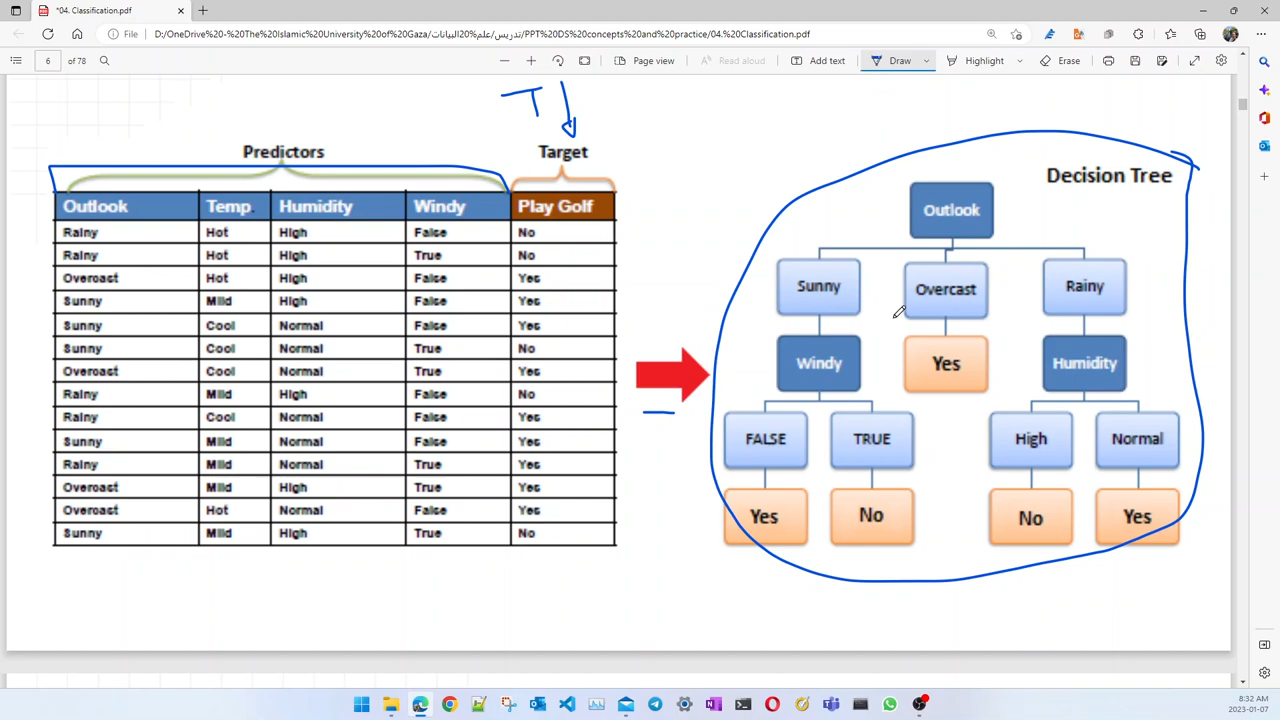 *04. Classification.pdf
File
D:/OneDrive%20-%20The%20Islamic%20University%20of%20Gaza/تدريس/علم%20البيانات/PPT%20DS%20concepts%20and%20practice/04.%20Classification.pdf
6 of 78
Page view
Read aloud
Add text
Draw
Highlight
Erase
T
Predictors Target
Outlook Temp. Humidity Windy Play Golf
Rainy Hot High False No
Rainy Hot High True No
Overcast Hot High False Yes
Sunny Mild High False Yes
Sunny Cool Normal False Yes
Sunny Cool Normal True No
Overcast Cool Normal True Yes
Rainy Mild High False No
Rainy Cool Normal False Yes
Sunny Mild Normal False Yes
Rainy Mild Normal True Yes
Overcast Mild High True Yes
Overcast Hot Normal False Yes
Sunny Mild High True No
Decision Tree
Outlook
Sunny Overcast Rainy
Windy Yes Humidity
FALSE TRUE High Normal
Yes No No Yes
8:32 AM
2023-01-07